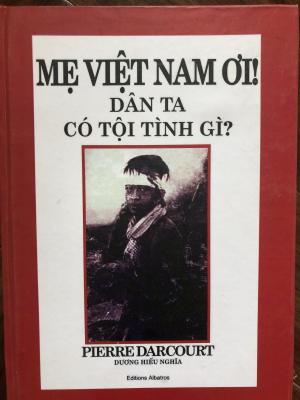 MẸ VIỆT NAM ƠI!
DÂN TA
CÓ TỘI TÌNH GÌ?
PIERRE DARCOURT
DƯƠNG HIẾU NGHĨA
Editions Albatros